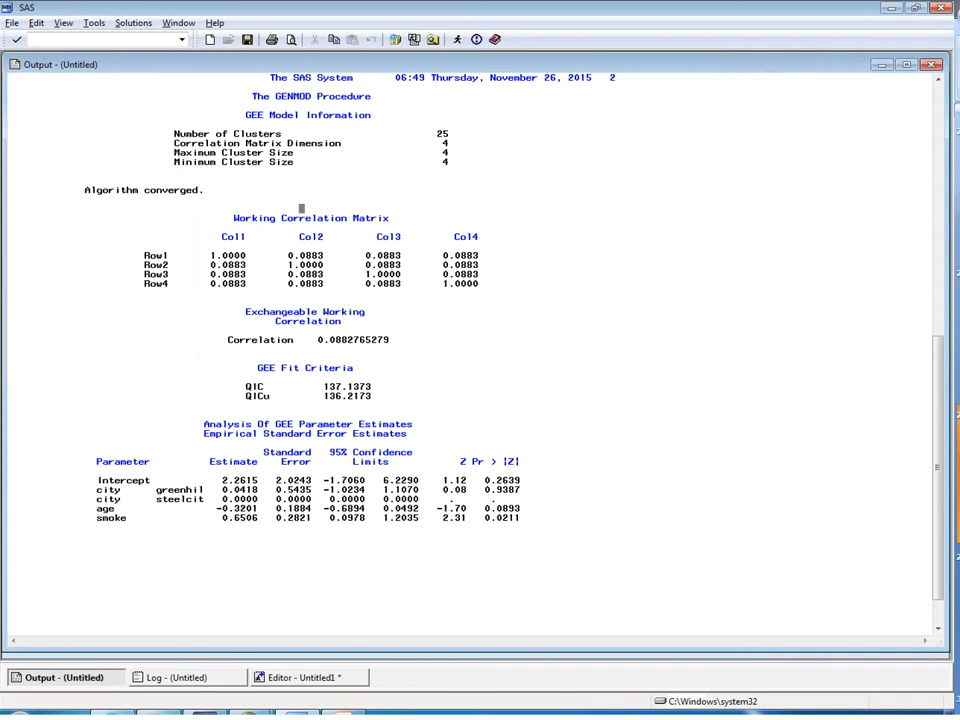 SAS
File Edit View Tools Solutions Window Help
Output - (Untitled)
The SAS System 06:49 Thursday, November 26, 2015 2
The GENMOD Procedure
GEE Model Information
Number of Clusters 25
Correlation Matrix Dimension 4
Maximum Cluster Size 4
Minimum Cluster Size 4
Algorithm converged.
Working Correlation Matrix
Col1 Col2 Col3 Col4
Row1 1.0000 0.0883 0.0883 0.0883
Row2 0.0883 1.0000 0.0883 0.0883
Row3 0.0883 0.0883 1.0000 0.0883
Row4 0.0883 0.0883 0.0883 1.0000
Exchangeable Working
Correlation
Correlation 0.0882765279
GEE Fit Criteria
QIC 137.1373
QICu 136.2173
Analysis Of GEE Parameter Estimates
Empirical Standard Error Estimates
Standard 95% Confidence
Parameter Estimate Error Limits Z Pr > |Z|
Intercept 2.2615 2.0243 -1.7060 6.2290 1.12 0.2639
city greenhil 0.0418 0.5435 -1.0234 1.1070 0.08 0.9387
city steelcit 0.0000 0.0000 0.0000 0.0000 . .
age -0.3201 0.1884 -0.6894 0.0492 -1.70 0.0893
smoke 0.6506 0.2821 0.0978 1.2035 2.31 0.0211
Output - (Untitled) Log - (Untitled) Editor - Untitled1 *
C:\Windows\system32